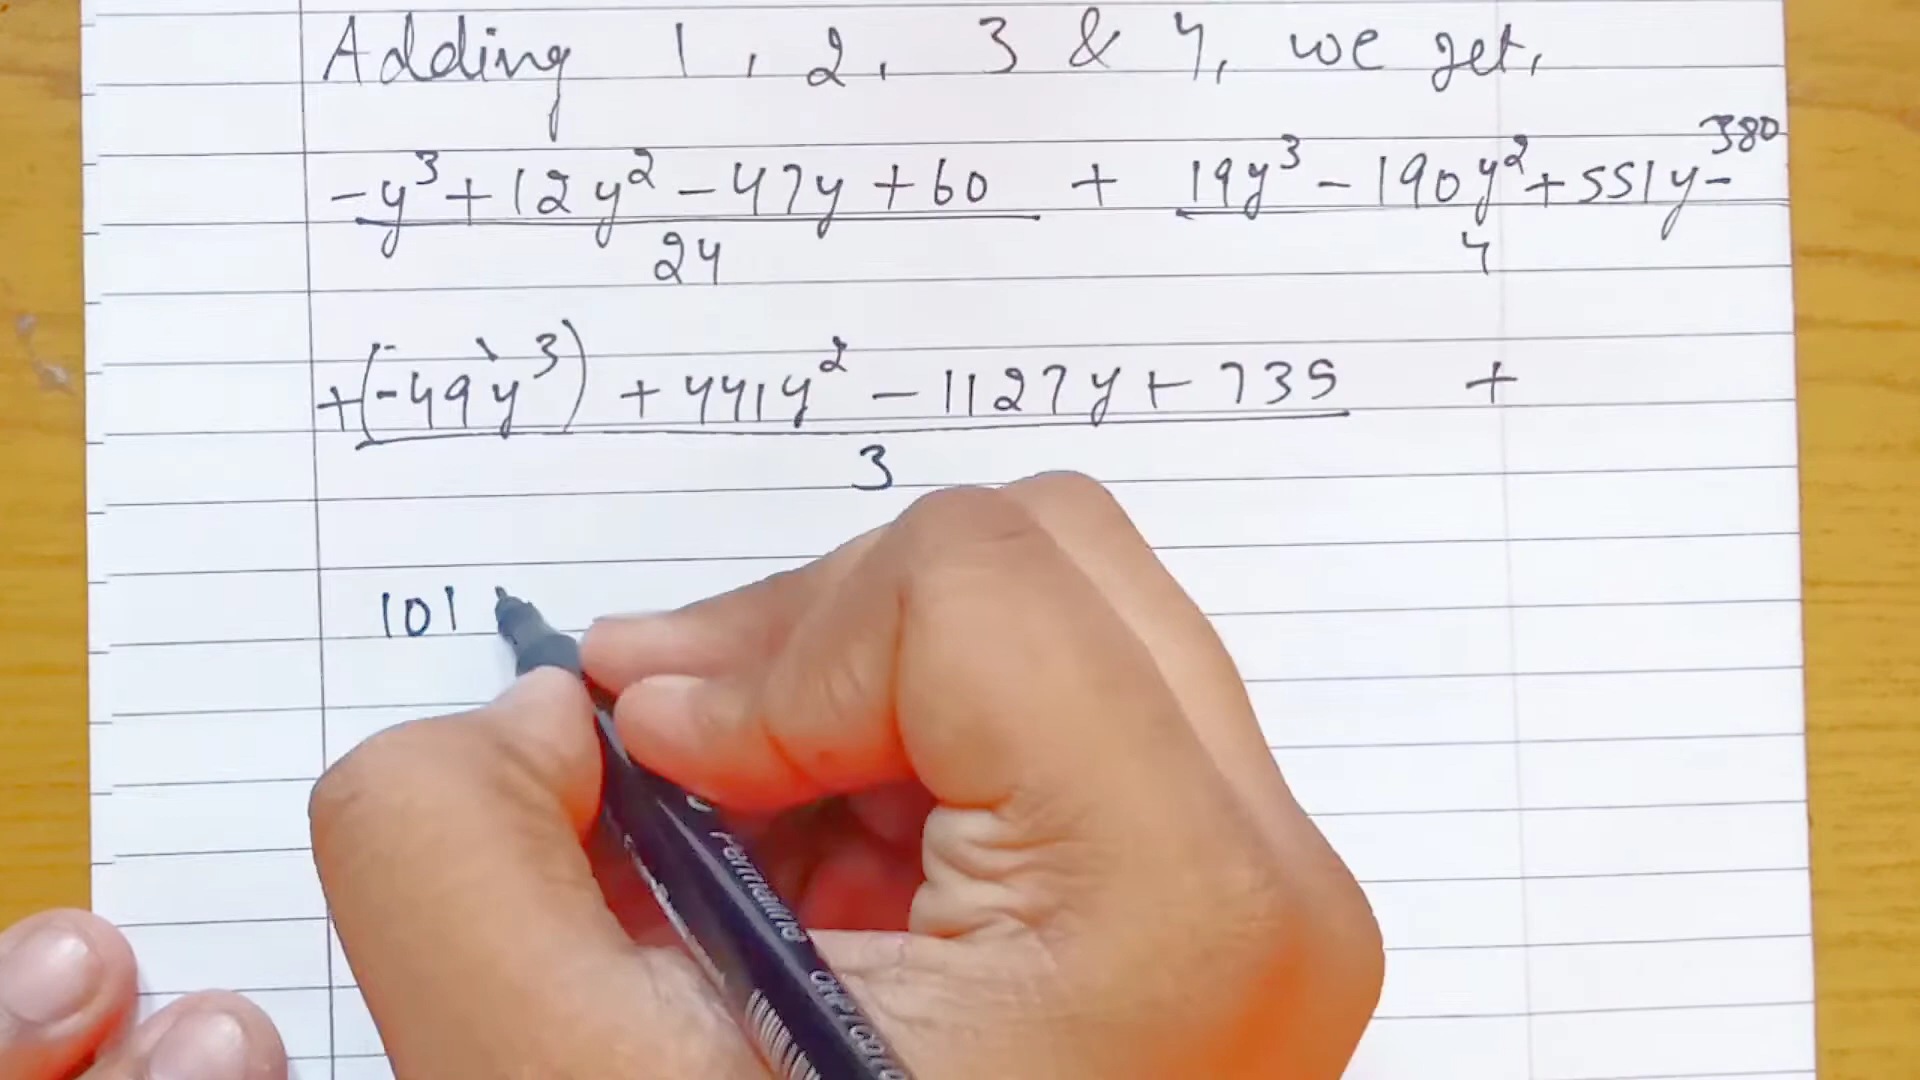 Adding 1, 2, 3 & 4, we get,
-y³+12y²-47y+60 + 19y³-190y²+551y-380
24 4
+(-49y³)+441y²-1127y+735 +
3
101